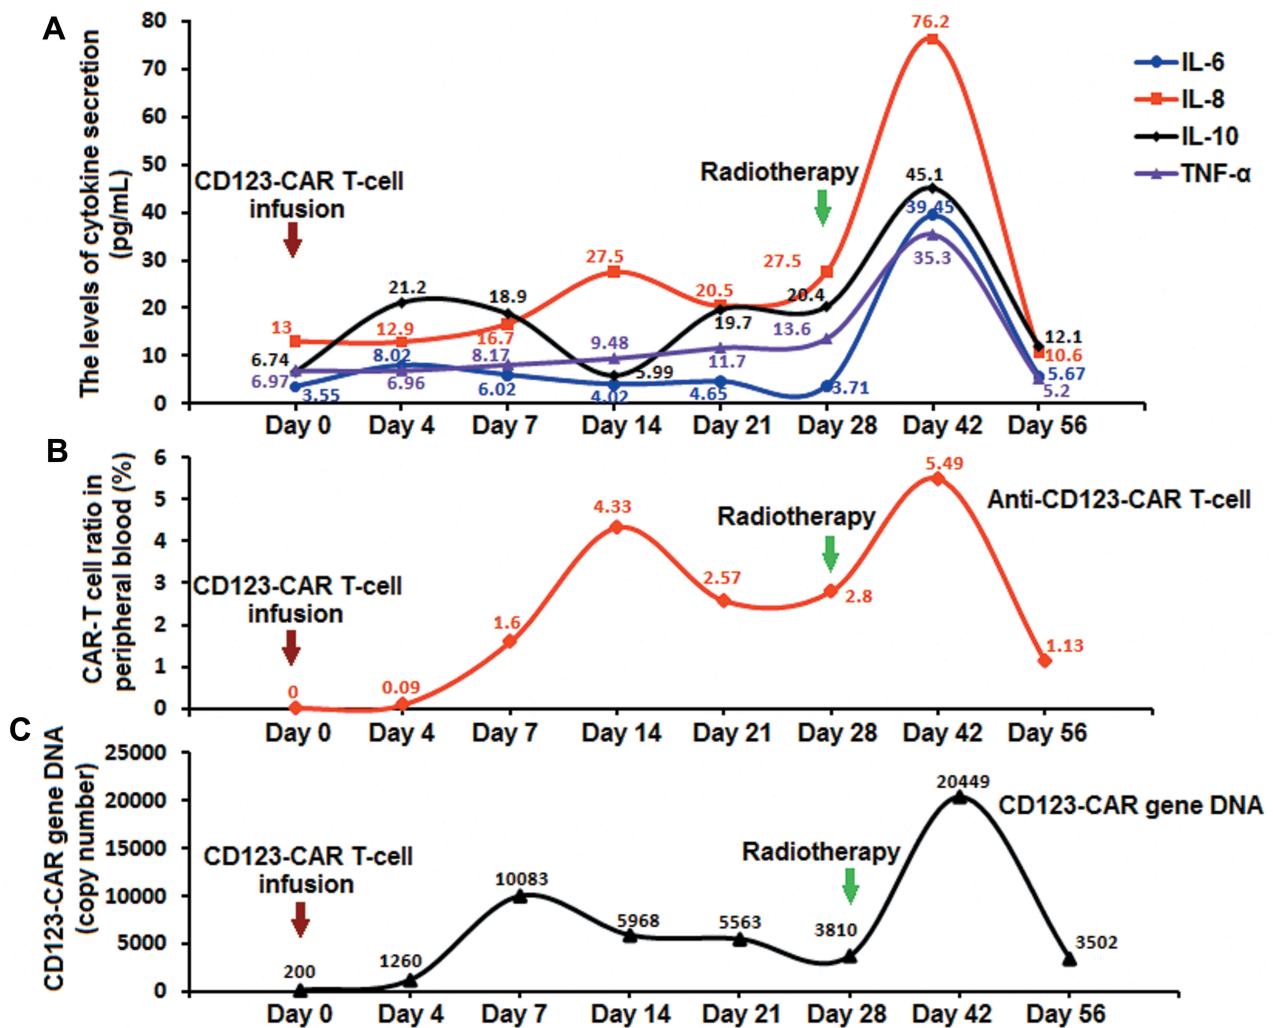 A
The levels of cytokine secretion
(pg/mL)
80
70
60
50
40
30
20
10
0
CD123-CAR T-cell
infusion
Radiotherapy
IL-6
IL-8
IL-10
TNF-α
13
12.9
16.7
27.5
20.5
27.5
76.2
10.6
6.74
21.2
18.9
5.99
19.7
20.4
45.1
12.1
3.55
8.02
6.02
4.02
4.65
3.71
39.45
5.67
6.97
6.96
8.17
9.48
11.7
13.6
35.3
5.2
Day 0 Day 4 Day 7 Day 14 Day 21 Day 28 Day 42 Day 56
B
CAR-T cell ratio in
peripheral blood (%)
6
5
4
3
2
1
0
CD123-CAR T-cell
infusion
Radiotherapy
Anti-CD123-CAR T-cell
0
0.09
1.6
4.33
2.57
2.8
5.49
1.13
Day 0 Day 4 Day 7 Day 14 Day 21 Day 28 Day 42 Day 56
C
CD123-CAR gene DNA
(copy number)
25000
20000
15000
10000
5000
0
CD123-CAR T-cell
infusion
Radiotherapy
CD123-CAR gene DNA
200
1260
10083
5968
5563
3810
20449
3502
Day 0 Day 4 Day 7 Day 14 Day 21 Day 28 Day 42 Day 56